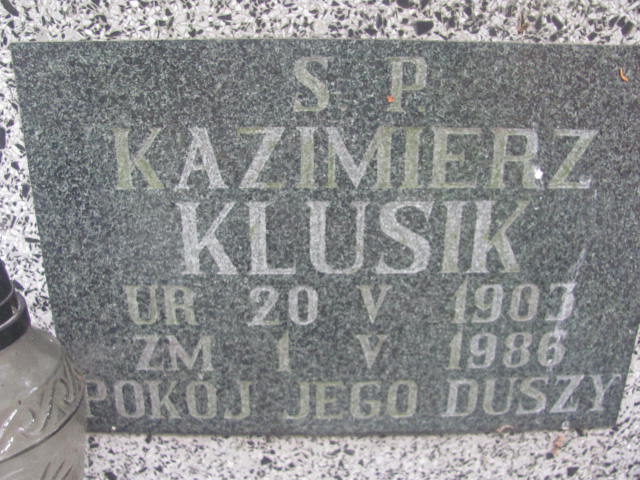 S. P.
KAZIMIERZ
KLUSIK
UR 20 V 1903
ZM 1 V 1986
POKÓJ JEGO DUSZY